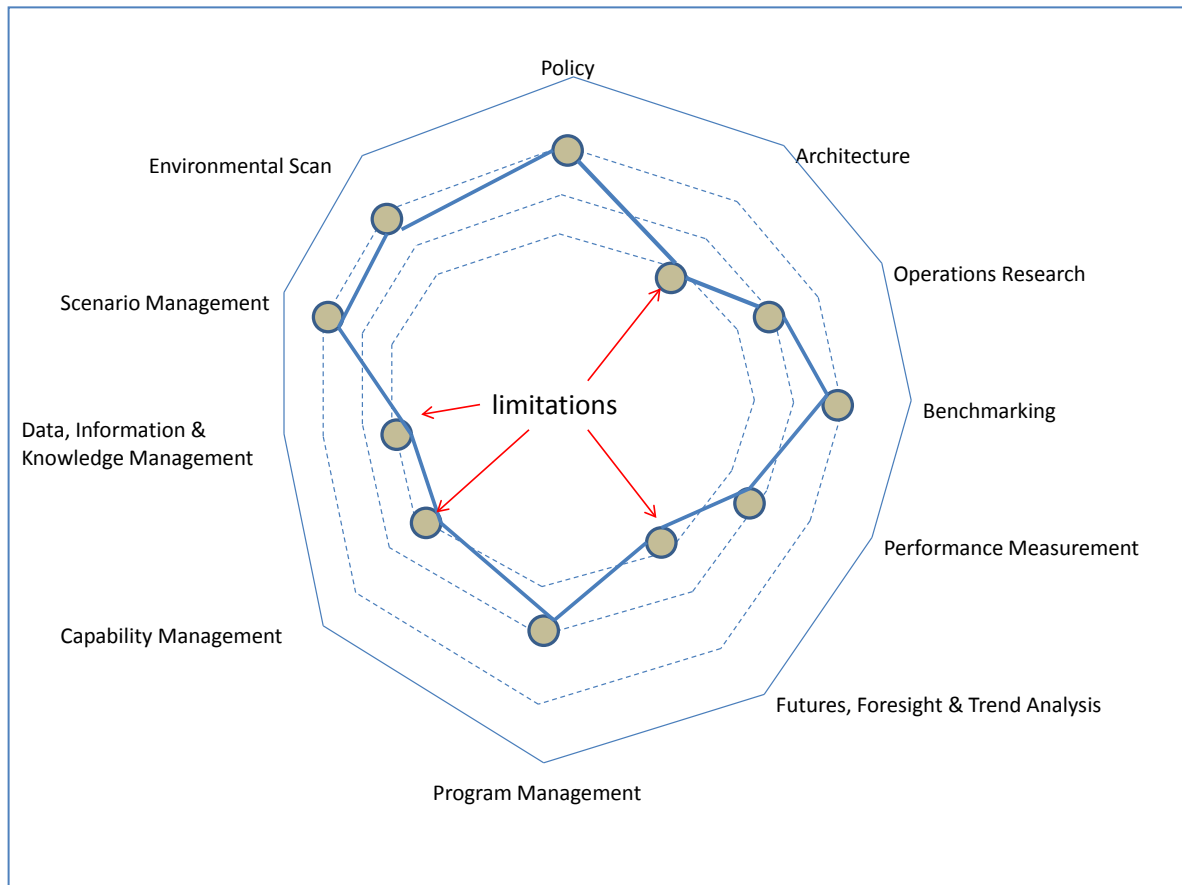 Policy
Architecture
Environmental Scan
Operations Research
Scenario Management
limitations
Benchmarking
Data, Information &
Knowledge Management
Performance Measurement
Capability Management
Futures, Foresight & Trend Analysis
Program Management